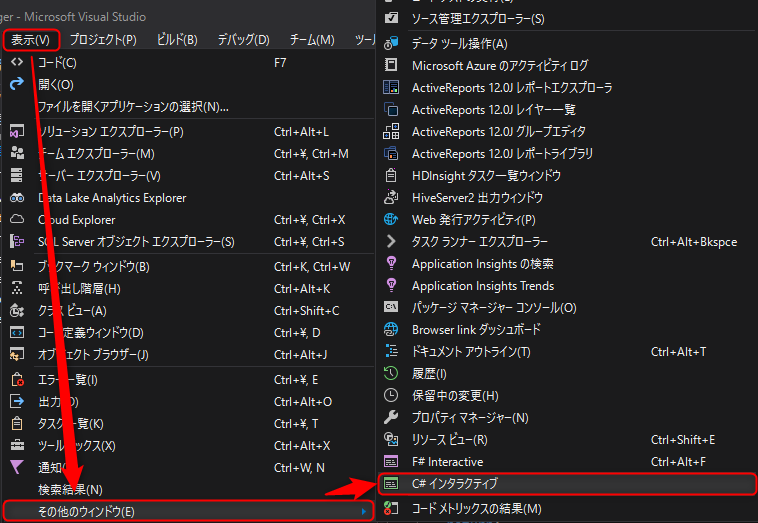 ger - Microsoft Visual Studio
表示(V) プロジェクト(P) ビルド(B) デバッグ(D) チーム(M) ツー
コード(C) F7
開く(O)
ファイルを開くアプリケーションの選択(N)...
ソリューション エクスプローラー(P) Ctrl+Alt+L
チーム エクスプローラー(M) Ctrl+¥, Ctrl+M
サーバー エクスプローラー(V) Ctrl+Alt+S
Data Lake Analytics Explorer
Cloud Explorer Ctrl+¥, Ctrl+X
SQL Server オブジェクト エクスプローラー(S) Ctrl+¥, Ctrl+S
ブックマーク ウィンドウ(B) Ctrl+K, Ctrl+W
呼び出し階層(H) Ctrl+Alt+K
クラス ビュー(A) Ctrl+Shift+C
コード定義ウィンドウ(D) Ctrl+¥, D
オブジェクト ブラウザー(J) Ctrl+Alt+J
エラー一覧(I) Ctrl+¥, E
出力(O) Ctrl+Alt+O
タスク一覧(K) Ctrl+¥, T
ツールボックス(X) Ctrl+Alt+X
通知( Ctrl+W, N
検索結果(N)
その他のウィンドウ(E)
ソース管理エクスプローラー(S)
データ ツール操作(A)
Microsoft Azure のアクティビティ ログ
ActiveReports 12.0J レポートエクスプローラ
ActiveReports 12.0J レイヤー一覧
ActiveReports 12.0J グループエディタ
ActiveReports 12.0J レポートライブラリ
HDInsight タスク一覧ウィンドウ
HiveServer2 出力ウィンドウ
Web 発行アクティビティ(P)
タスク ランナー エクスプローラー Ctrl+Alt+Bkspce
Application Insights の検索
Application Insights Trends
パッケージ マネージャー コンソール(O)
Browser link ダッシュボード
ドキュメント アウトライン(T) Ctrl+Alt+T
履歴(I)
保留中の変更(H)
プロパティ マネージャー(N)
リソース ビュー(R) Ctrl+Shift+E
F# Interactive Ctrl+Alt+F
C# インタラクティブ
コード メトリックスの結果(M)